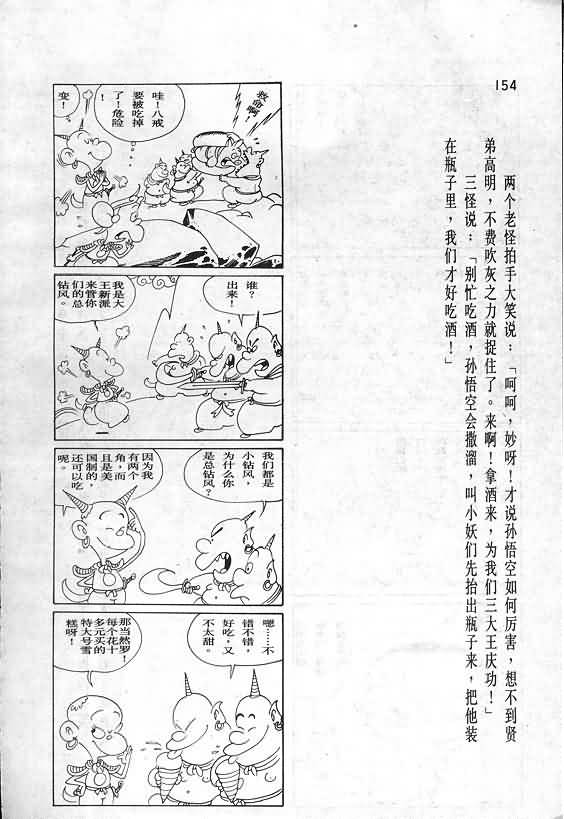 154
两个老怪拍手大笑说：「呵呵，妙呀！才说孙悟空如何厉害，想不到贤
弟高明，不费吹灰之力就捉住了。来啊！拿酒来，为我们三大王庆功！」
三怪说：「别忙吃酒，孙悟空会撒溜，叫小妖们先抬出瓶子来，把他装
在瓶子里，我们才好吃酒！」
救命啊！
哇！八戒
要被吃掉
了！危险
！
变！
谁？
出来！
我是大
王新派
来管你
们的总
钻风。
我们都是
小钻风，
为什么你
是总钻风？
因为我
有两个
角，而
且是美
国制的，
还可以吃
呢。
嗯……不
错不错，
好吃，又
不太甜。
那当然罗！
每个花十
多元买的
特大号雪
糕呀！